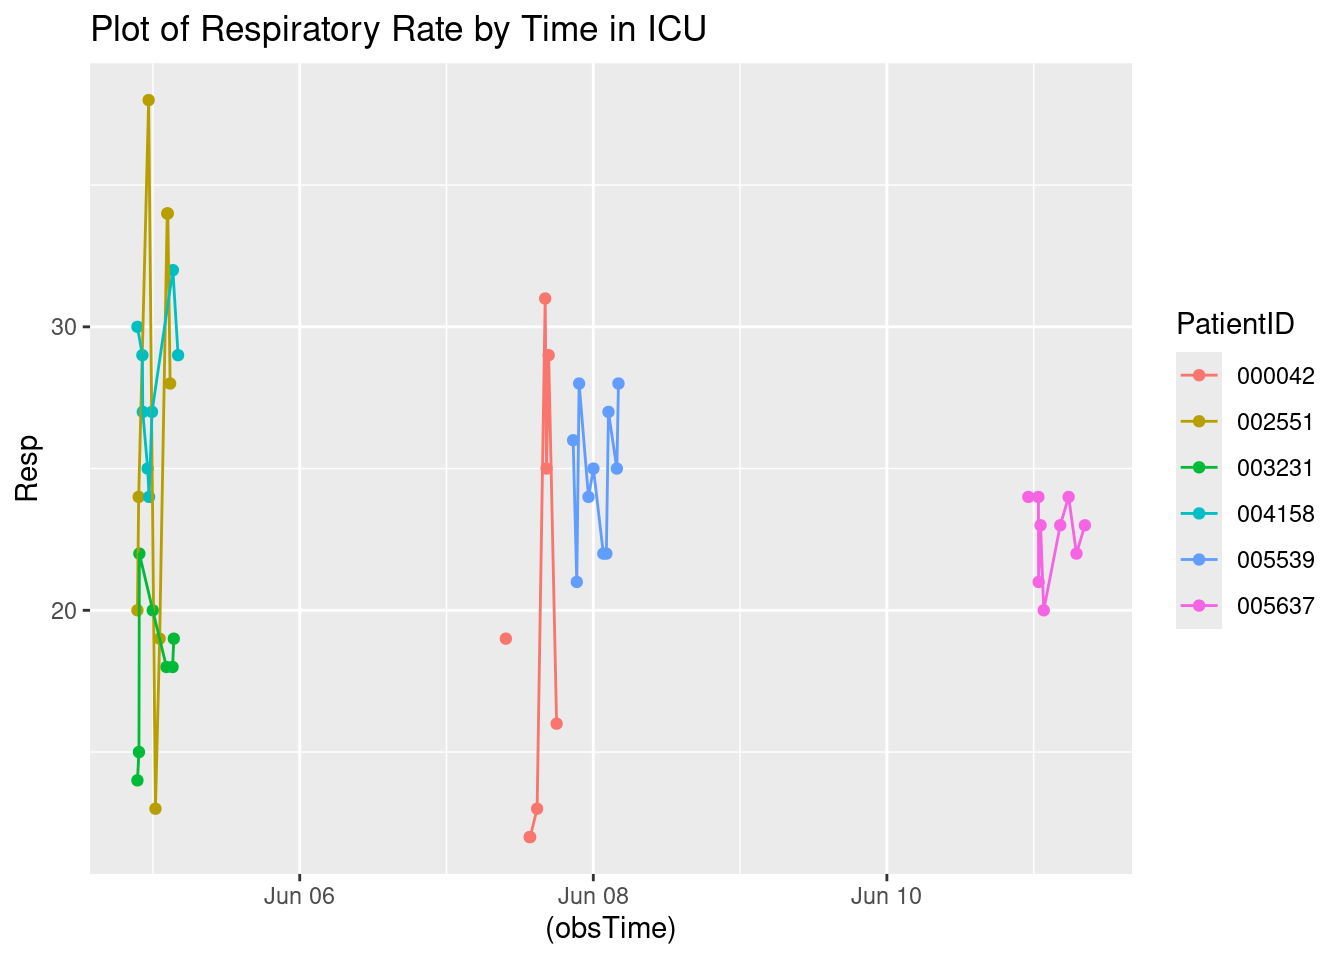 Plot of Respiratory Rate by Time in ICU
Resp
30
20
Jun 06
Jun 08
Jun 10
(obsTime)
PatientID
000042
002551
003231
004158
005539
005637